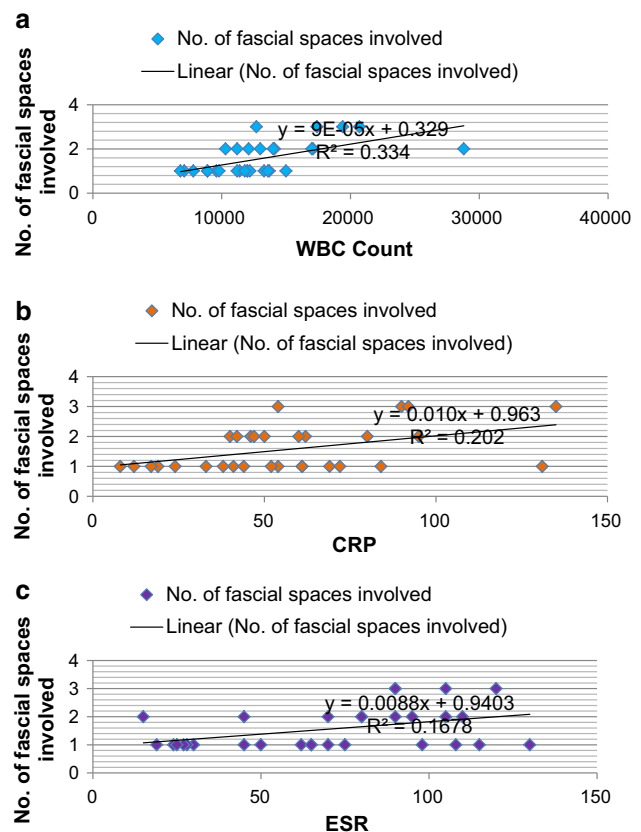 a
No. of fascial spaces involved
Linear (No. of fascial spaces involved)
No. of fascial spaces
involved
4
3
2
1
0
y = 9E-05x + 0.329
R² = 0.334
0 10000 20000 30000 40000
WBC Count
b
No. of fascial spaces involved
Linear (No. of fascial spaces involved)
No. of fascial spaces
involved
4
3
2
1
0
y = 0.010x + 0.963
R² = 0.202
0 50 100 150
CRP
c
No. of fascial spaces involved
Linear (No. of fascial spaces involved)
No. of fascial spaces
involved
4
3
2
1
0
y = 0.0088x + 0.9403
R² = 0.1678
0 50 100 150
ESR